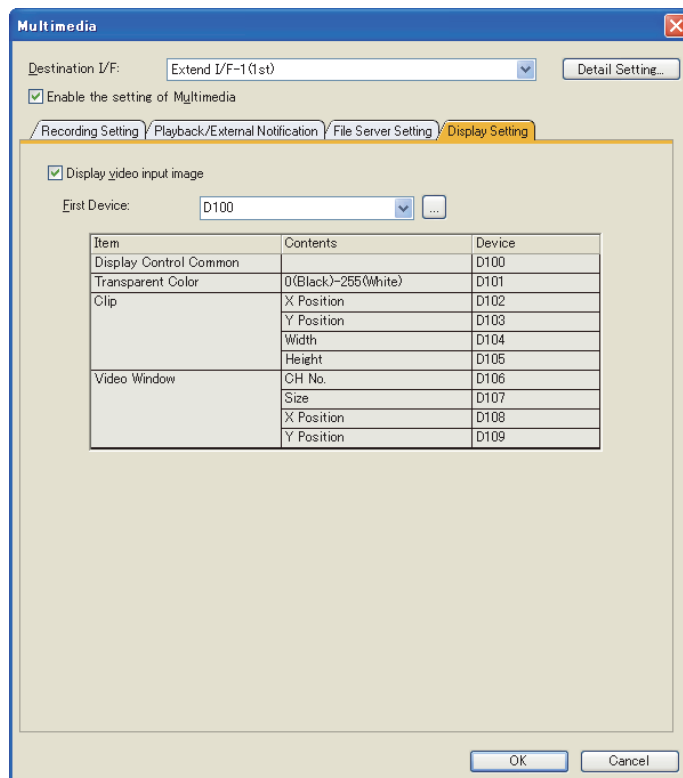 Multimedia
Destination I/F: Extend I/F-1(1st) Detail Setting...
Enable the setting of Multimedia
Recording Setting Playback/External Notification File Server Setting Display Setting
Display video input image
First Device: D100 ...
Item Contents Device
Display Control Common D100
Transparent Color 0(Black)-255(White) D101
Clip X Position D102
Y Position D103
Width D104
Height D105
Video Window CH No. D106
Size D107
X Position D108
Y Position D109
OK Cancel